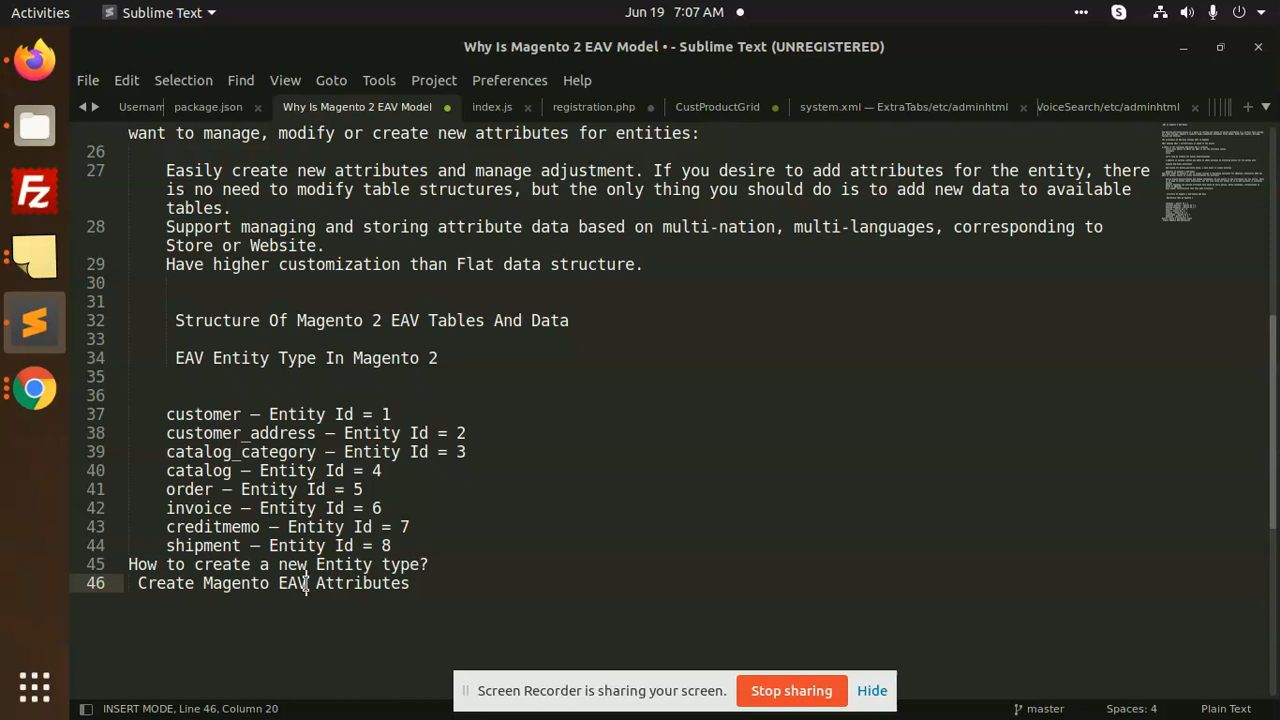 Activities
Sublime Text
Jun 19 7:07 AM
Why Is Magento 2 EAV Model • - Sublime Text (UNREGISTERED)
File Edit Selection Find View Goto Tools Project Preferences Help
Useman package.json Why Is Magento 2 EAV Model index.js registration.php CustProductGrid system.xml — ExtraTabs/etc/adminhtml VoiceSearch/etc/adminhtml
want to manage, modify or create new attributes for entities:
26
27 Easily create new attributes and range adjustment. If you desire to add attributes for the entity, there
is no need to modify table structure but the only thing you should do is to add new data to available
tables.
28 Support managing and storing attribute data based on multi-nation, multi-languages, corresponding to
Store or Website.
29 Have higher customization than Flat data structure.
30
31
32 Structure Of Magento 2 EAV Tables And Data
33
34 EAV Entity Type In Magento 2
35
36
37 customer – Entity Id = 1
38 customer_address – Entity Id = 2
39 catalog_category – Entity Id = 3
40 catalog – Entity Id = 4
41 order – Entity Id = 5
42 invoice – Entity Id = 6
43 creditmemo – Entity Id = 7
44 shipment – Entity Id = 8
45 How to create a new Entity type?
46 Create Magento EAV Attributes
Screen Recorder is sharing your screen. Stop sharing Hide
INSERT MODE, Line 46, Column 20 master Spaces: 4 Plain Text